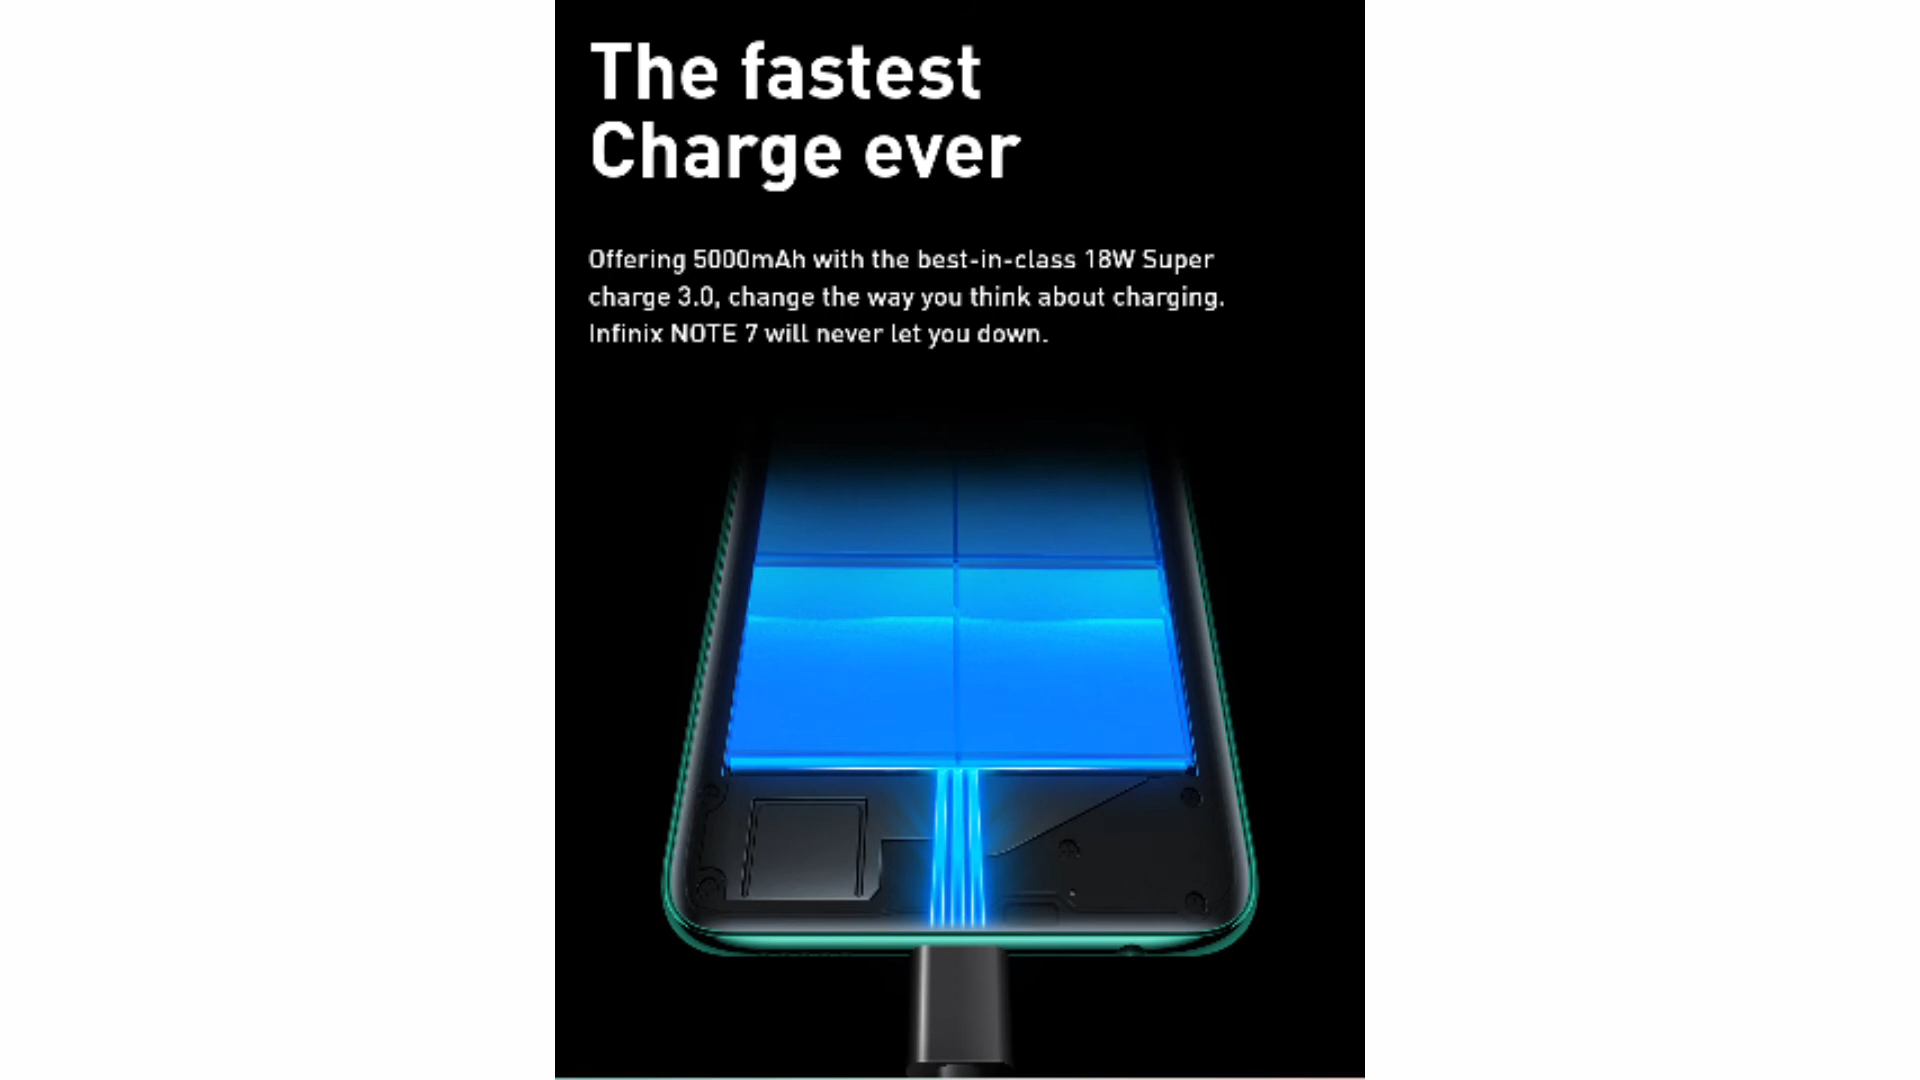 The fastest
Charge ever
Offering 5000mAh with the best-in-class 18W Super
charge 3.0, change the way you think about charging.
Infinix NOTE 7 will never let you down.